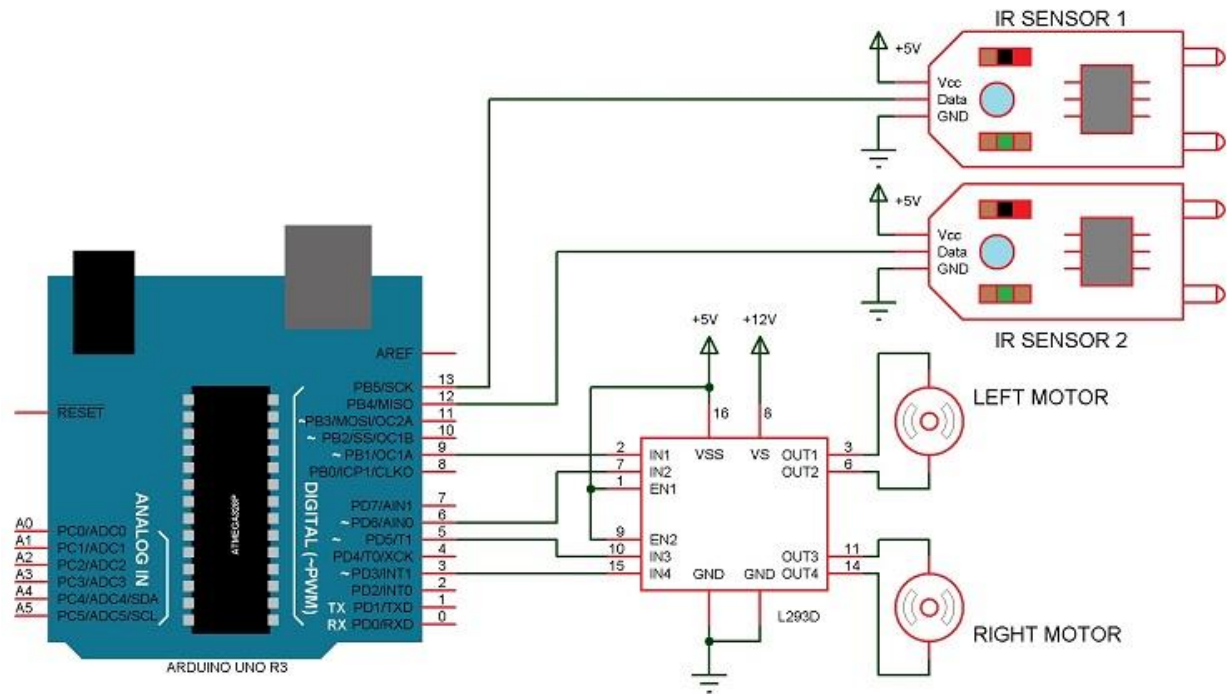 IR SENSOR 1
+5V
Vcc
Data
GND
+5V
Vcc
Data
GND
IR SENSOR 2
AREF
RESET
PB5/SCK 13
PB4/MISO 12
~PB3/MOSI/OC2A 11
~ PB2/SS/OC1B 10
~ PB1/OC1A 9
PB0/ICP1/CLKO 8
PD7/AIN1 7
~ PD6/AIN0 6
~ PD5/T1 5
PD4/T0/XCK 4
~ PD3/INT1 3
PD2/INT0 2
TX PD1/TXD 1
RX PD0/RXD 0
A0 PC0/ADC0
A1 PC1/ADC1
A2 PC2/ADC2
A3 PC3/ADC3
A4 PC4/ADC4/SDA
A5 PC5/ADC5/SCL
ANALOG IN
ATMEGA328P
DIGITAL (~PWM)
ARDUINO UNO R3
+5V +12V
16 8
2 IN1 VSS VS OUT1 3
7 IN2 OUT2 6
1 EN1
9 EN2
10 IN3 OUT3 11
15 IN4 GND GND OUT4 14
L293D
LEFT MOTOR
RIGHT MOTOR